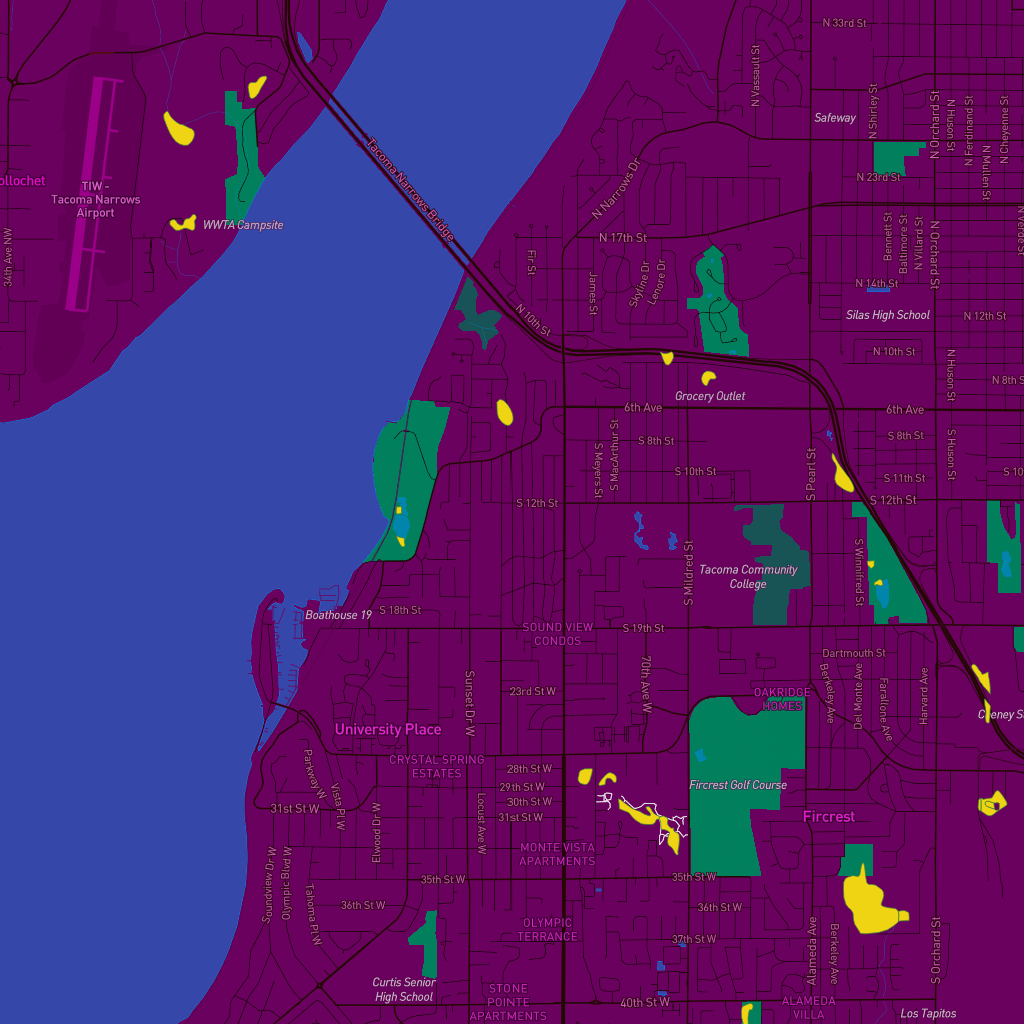 N 33rd St
N Vassault St
Safeway
N Shirley St
N Orchard St
N Huson St
N Ferdinand St
N Cheyenne St
N Mullen St
Tacoma Narrows Bridge
TIW -
Tacoma Narrows
Airport
N 23rd St
N Narrows Dr
WWTA Campsite
34th Ave NW
N 17th St
Fir St
James St
Skyline Dr
Lenore Dr
Bennett St
Baltimore St
N Villard St
N Orchard St
N 14th St
N 10th St
Silas High School
N 12th St
N 10th St
N Huson St
Grocery Outlet
6th Ave
6th Ave
S 8th St
S 8th St
S MacArthur St
S Meyers St
S 10th St
S Pearl St
S Huson St
S 11th St
S 12th St
S 12th St
S Mildred St
Tacoma Community
College
S Winnifred St
Boathouse 19
S 18th St
SOUND VIEW
CONDOS
S 19th St
Dartmouth St
Sunset Dr W
70th Ave W
23rd St W
OAKRIDGE
HOMES
Berkeley Ave
Del Monte Ave
Farallone Ave
Harvard Ave
University Place
CRYSTAL SPRING
ESTATES
28th St W
29th St W
30th St W
31st St W
Parkway W
Vista Pl W
31st St W
Elwood Dr W
Locust Ave W
Fircrest Golf Course
Fircrest
MONTE VISTA
APARTMENTS
35th St W
35th St W
Soundview Dr W
Olympic Blvd W
Tahoma Pl W
36th St W
36th St W
OLYMPIC
TERRANCE
37th St W
Alameda Ave
Berkeley Ave
S Orchard St
Curtis Senior
High School
STONE
POINTE
APARTMENTS
40th St W
ALAMEDA
VILLA
Los Tapitos